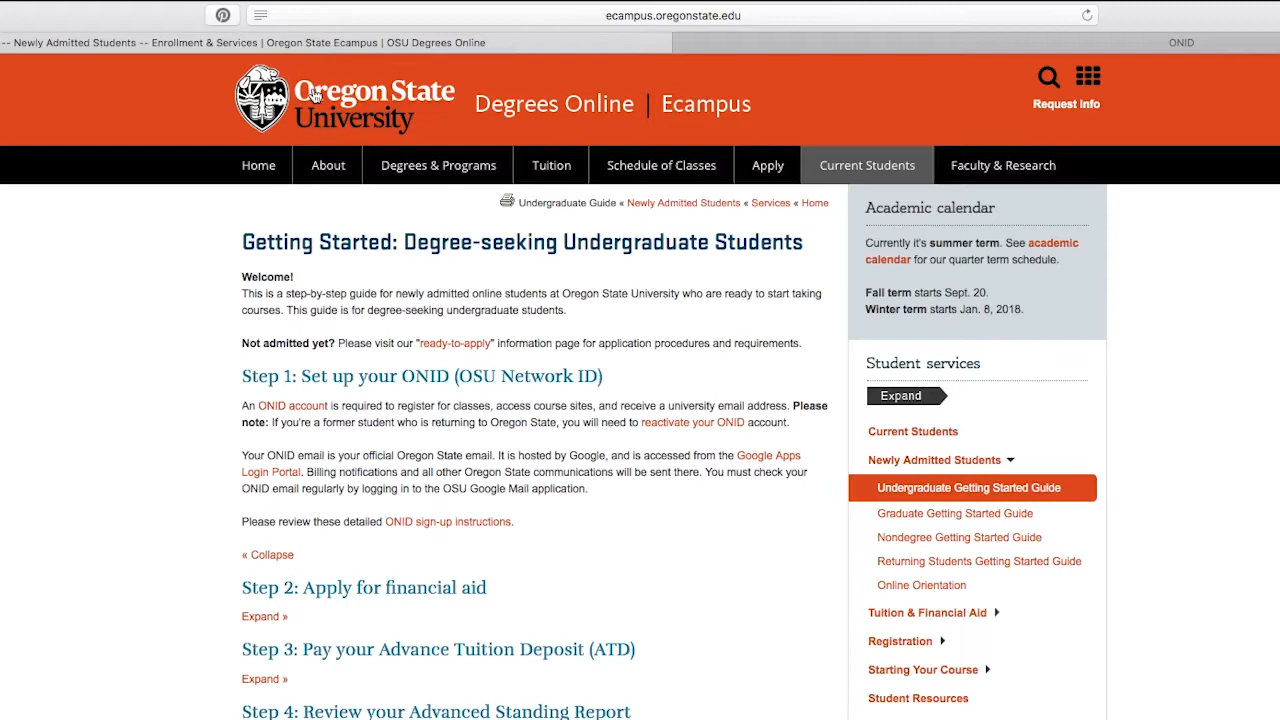 ecampus.oregonstate.edu
-- Newly Admitted Students -- Enrollment & Services | Oregon State Ecampus | OSU Degrees Online
ONID
Oregon State
University
Degrees Online | Ecampus
Request Info
Home
About
Degrees & Programs
Tuition
Schedule of Classes
Apply
Current Students
Faculty & Research
Undergraduate Guide « Newly Admitted Students « Services « Home
Getting Started: Degree-seeking Undergraduate Students
Welcome!
This is a step-by-step guide for newly admitted online students at Oregon State University who are ready to start taking
courses. This guide is for degree-seeking undergraduate students.
Not admitted yet? Please visit our "ready-to-apply" information page for application procedures and requirements.
Step 1: Set up your ONID (OSU Network ID)
An ONID account is required to register for classes, access course sites, and receive a university email address. Please
note: If you're a former student who is returning to Oregon State, you will need to reactivate your ONID account.
Your ONID email is your official Oregon State email. It is hosted by Google, and is accessed from the Google Apps
Login Portal. Billing notifications and all other Oregon State communications will be sent there. You must check your
ONID email regularly by logging in to the OSU Google Mail application.
Please review these detailed ONID sign-up instructions.
« Collapse
Step 2: Apply for financial aid
Expand »
Step 3: Pay your Advance Tuition Deposit (ATD)
Expand »
Step 4: Review your Advanced Standing Report
Academic calendar
Currently it's summer term. See academic
calendar for our quarter term schedule.
Fall term starts Sept. 20.
Winter term starts Jan. 8, 2018.
Student services
Expand
Current Students
Newly Admitted Students
Undergraduate Getting Started Guide
Graduate Getting Started Guide
Nondegree Getting Started Guide
Returning Students Getting Started Guide
Online Orientation
Tuition & Financial Aid
Registration
Starting Your Course
Student Resources